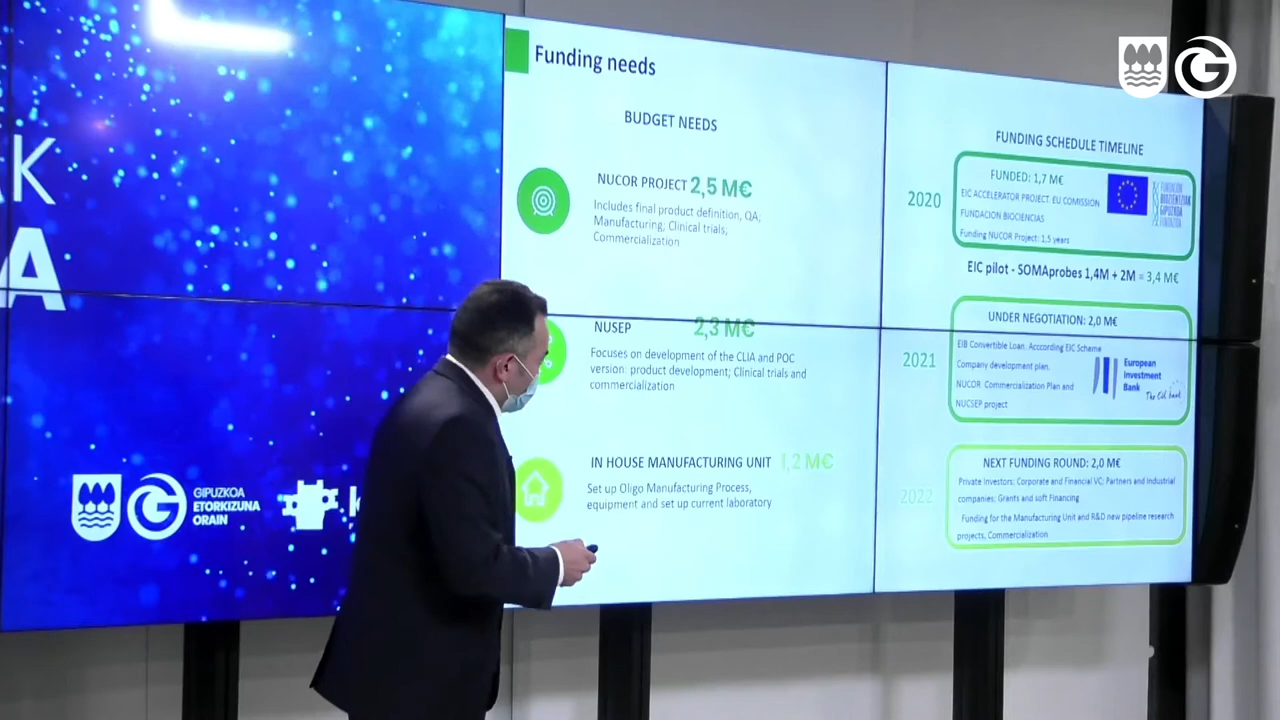 K
A
GIPUZKOA
ETORKIZUNA
ORAIN
k
Funding needs
BUDGET NEEDS
NUCOR PROJECT 2,5 M€
Includes final product definition, QA,
Manufacturing; Clinical trials;
Commercialization
NUSEP 2,3 M€
Focuses on development of the CLIA and POC
version: product development; Clinical trials and
commercialization
IN HOUSE MANUFACTURING UNIT 1,2 M€
Set up Oligo Manufacturing Process,
equipment and set up current laboratory
FUNDING SCHEDULE TIMELINE
2020
FUNDED: 1,7 M€
EIC ACCELERATOR PROJECT. EU COMISSION
FUNDACION BIOCIENCIAS
Funding NUCOR Project: 1,5 years
FUNDACIÓN
BIOZIENTZIAK
GIPUZKOA
FUNDAZIOA
EIC pilot - SOMAprobes 1,4M + 2M = 3,4 M€
2021
UNDER NEGOTIATION: 2,0 M€
EIB Convertible Loan. Acccording EIC Scheme
Company development plan.
NUCOR Commercialization Plan and
NUCSEP project
European
Investment
Bank
The EIB bank
2022
NEXT FUNDING ROUND: 2,0 M€
Private Investors; Corporate and Financial VC; Partners and industrial
companies; Grants and soft Financing
Funding for the Manufacturing Unit and R&D new pipeline research
projects, Commercialization